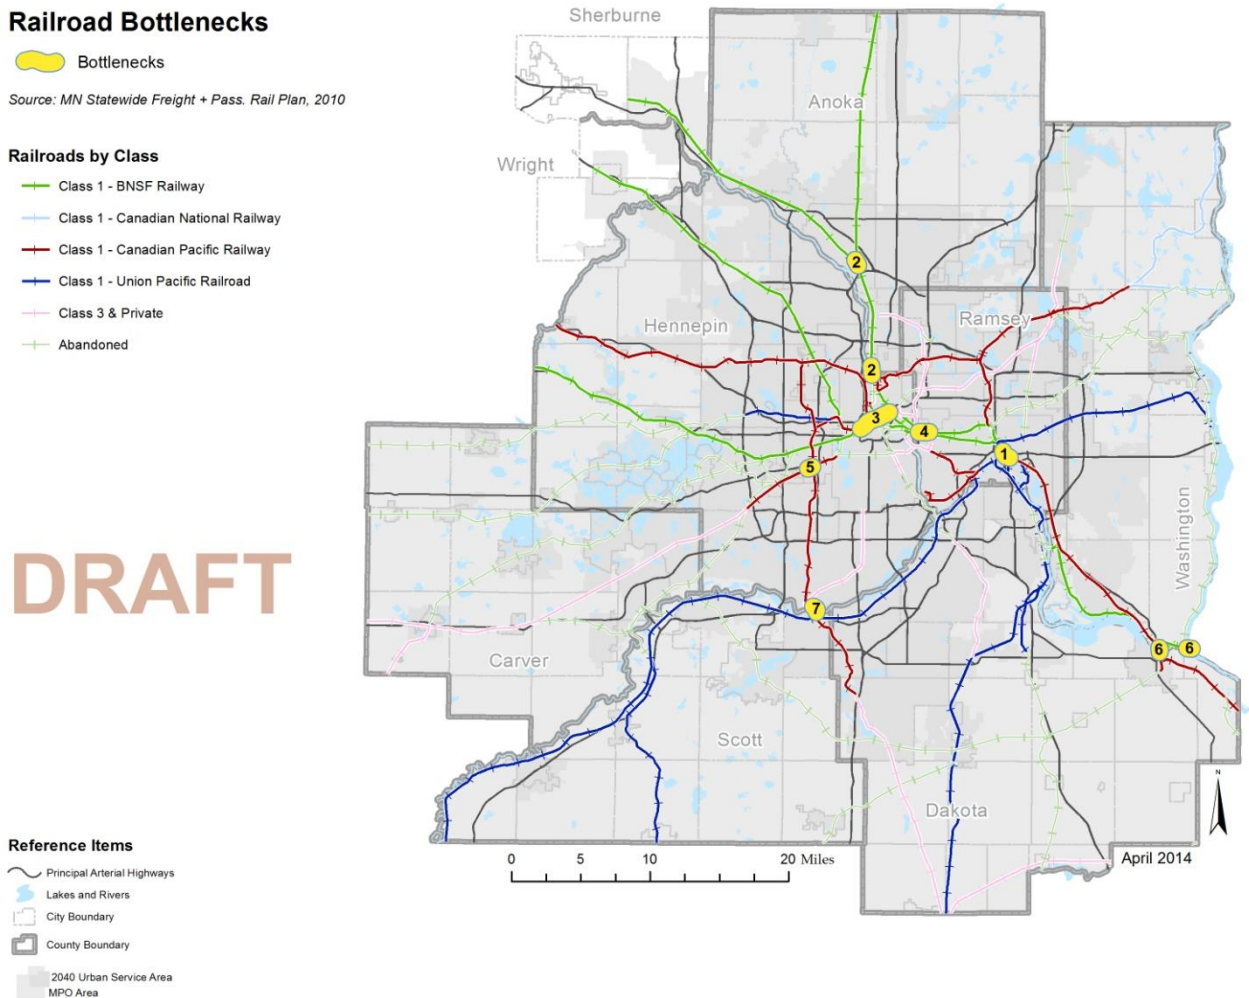 Railroad Bottlenecks
Bottlenecks
Source: MN Statewide Freight + Pass. Rail Plan, 2010
Railroads by Class
Class 1 - BNSF Railway
Class 1 - Canadian National Railway
Class 1 - Canadian Pacific Railway
Class 1 - Union Pacific Railroad
Class 3 & Private
Abandoned
DRAFT
Reference Items
Principal Arterial Highways
Lakes and Rivers
City Boundary
County Boundary
2040 Urban Service Area
MPO Area
Sherburne
Anoka
Wright
2
Hennepin
Ramsey
2
3
4
1
5
Washington
7
6
6
Carver
Scott
Dakota
N
0 5 10 20 Miles
April 2014